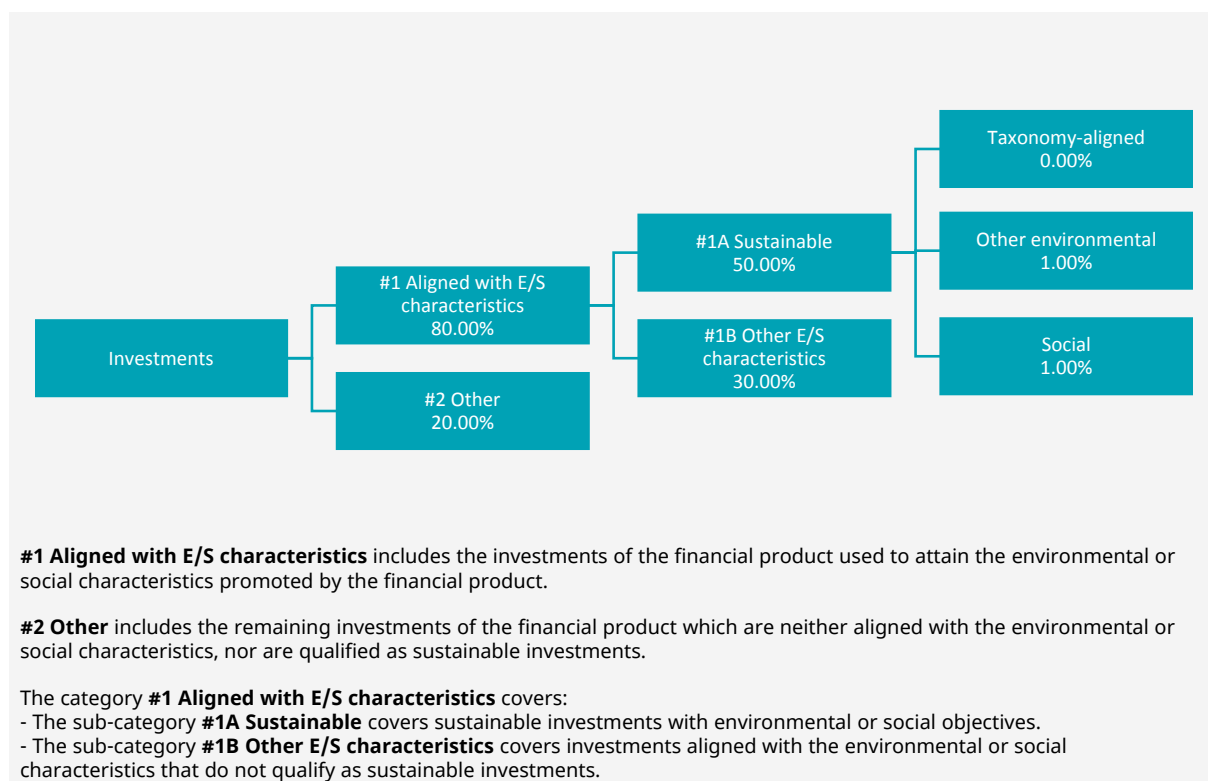 Investments
#1 Aligned with E/S
characteristics
80.00%
#2 Other
20.00%
#1A Sustainable
50.00%
#1B Other E/S
characteristics
30.00%
Taxonomy-aligned
0.00%
Other environmental
1.00%
Social
1.00%
#1 Aligned with E/S characteristics includes the investments of the financial product used to attain the environmental or
social characteristics promoted by the financial product.
#2 Other includes the remaining investments of the financial product which are neither aligned with the environmental or
social characteristics, nor are qualified as sustainable investments.
The category #1 Aligned with E/S characteristics covers:
- The sub-category #1A Sustainable covers sustainable investments with environmental or social objectives.
- The sub-category #1B Other E/S characteristics covers investments aligned with the environmental or social
characteristics that do not qualify as sustainable investments.